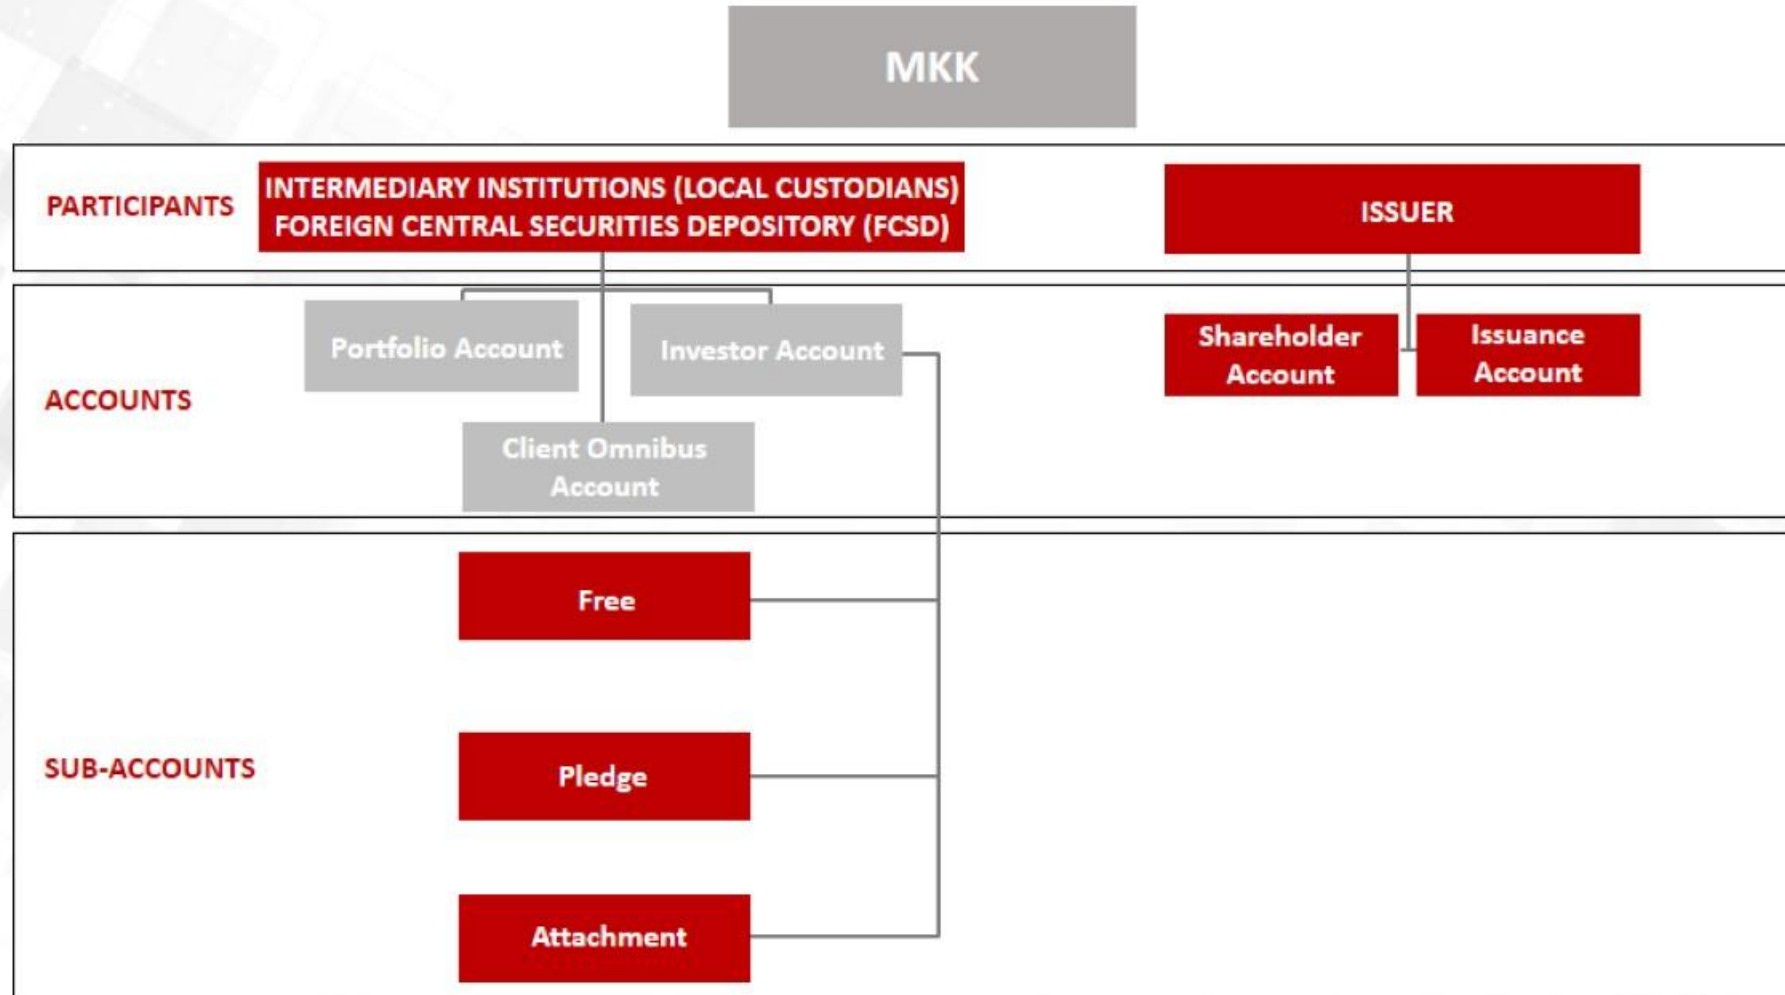 MKK
PARTICIPANTS
INTERMEDIARY INSTITUTIONS (LOCAL CUSTODIANS)
FOREIGN CENTRAL SECURITIES DEPOSITORY (FCSD)
ISSUER
ACCOUNTS
Portfolio Account
Investor Account
Client Omnibus
Account
Shareholder
Account
Issuance
Account
SUB-ACCOUNTS
Free
Pledge
Attachment